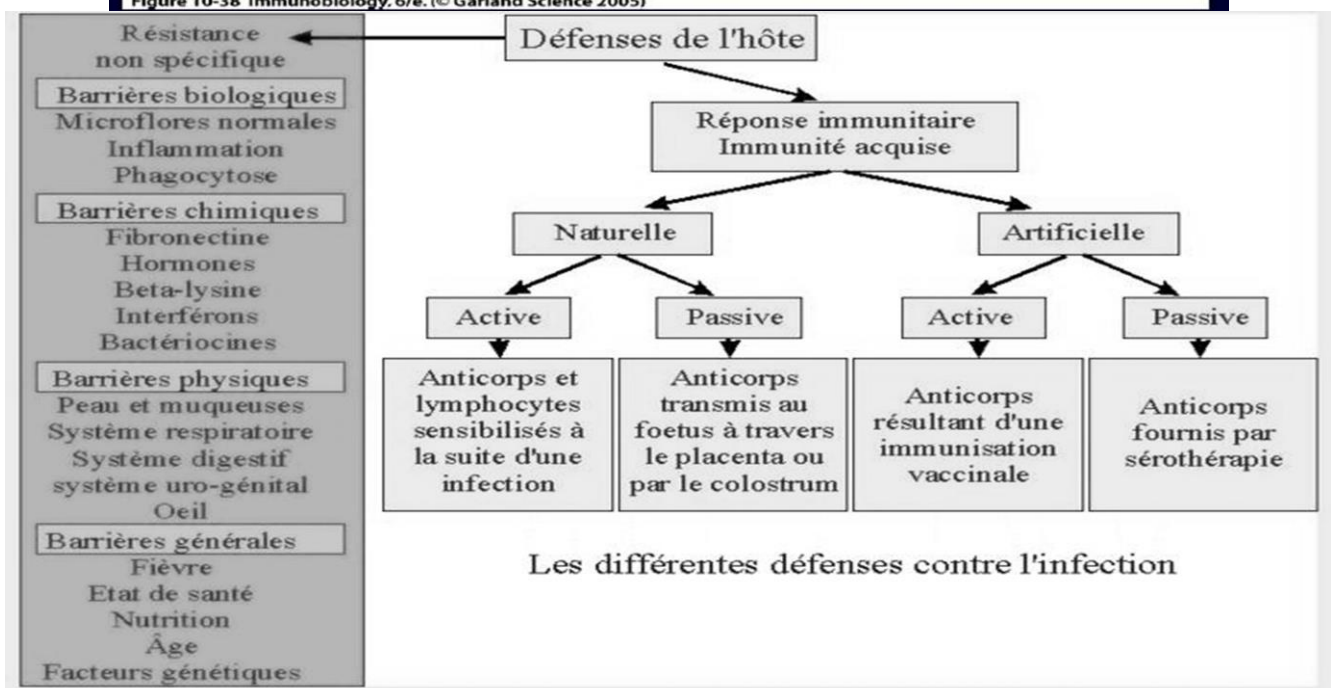 Figure 10-38 Immunobiology, 6/e. (© Garland Science 2005)
Résistance
non spécifique
Barrières biologiques
Microflores normales
Inflammation
Phagocytose
Barrières chimiques
Fibronectine
Hormones
Beta-lysine
Interférons
Bactériocines
Barrières physiques
Peau et muqueuses
Système respiratoire
Système digestif
système uro-génital
Oeil
Barrières générales
Fièvre
Etat de santé
Nutrition
Âge
Facteurs génétiques
Défenses de l'hôte
Réponse immunitaire
Immunité acquise
Naturelle
Artificielle
Active
Passive
Active
Passive
Anticorps et
lymphocytes
sensibilisés à
la suite d'une
infection
Anticorps
transmis au
foetus à travers
le placenta ou
par le colostrum
Anticorps
résultant d'une
immunisation
vaccinale
Anticorps
fournis par
sérothérapie
Les différentes défenses contre l'infection